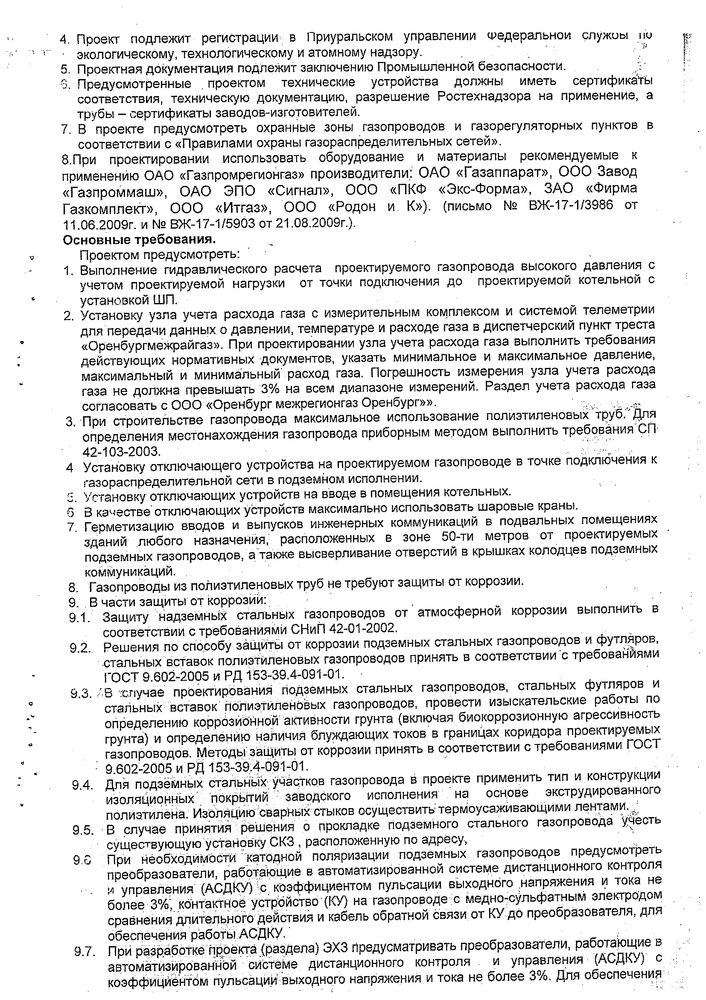 4. Проект подлежит регистрации в Приуральском управлении Федеральной службы по
экологическому, технологическому и атомному надзору.
5. Проектная документация подлежит заключению Промышленной безопасности.
6. Предусмотренные проектом технические устройства должны иметь сертификаты
соответствия, техническую документацию, разрешение Ростехнадзора на применение, а
трубы – сертификаты заводов-изготовителей.
7. В проекте предусмотреть охранные зоны газопроводов и газорегуляторных пунктов в
соответствии с «Правилами охраны газораспределительных сетей».
8.При проектировании использовать оборудование и материалы рекомендуемые к
применению ОАО «Газпромрегионгаз» производители: ОАО «Газаппарат», ООО Завод
«Газпроммаш», ОАО ЭПО «Сигнал», ООО «ПКФ «Экс-Форма», ЗАО «Фирма
Газкомплект», ООО «Итгаз», ООО «Родон и К»). (письмо № ВЖ-17-1/3986 от
11.06.2009г. и № ВЖ-17-1/5903 от 21.08.2009г.).
Основные требования.
Проектом предусмотреть:
1. Выполнение гидравлического расчета проектируемого газопровода высокого давления с
учетом проектируемой нагрузки от точки подключения до проектируемой котельной с
установкой ШП.
2. Установку узла учета расхода газа с измерительным комплексом и системой телеметрии
для передачи данных о давлении, температуре и расходе газа в диспетчерский пункт треста
«Оренбургмежрайгаз». При проектировании узла учета расхода газа выполнить требования
действующих нормативных документов, указать минимальное и максимальное давление,
максимальный и минимальный расход газа. Погрешность измерения узла учета расхода
газа не должна превышать 3% на всем диапазоне измерений. Раздел учета расхода газа
согласовать с ООО «Оренбург межрегионгаз Оренбург»».
3. При строительстве газопровода максимальное использование полиэтиленовых труб. Для
определения местонахождения газопровода приборным методом выполнить требования СП
42-103-2003.
4 Установку отключающего устройства на проектируемом газопроводе в точке подключения к
газораспределительной сети в подземном исполнении.
5. Установку отключающих устройств на вводе в помещения котельных.
6 В качестве отключающих устройств максимально использовать шаровые краны.
7. Герметизацию вводов и выпусков инженерных коммуникаций в подвальных помещениях
зданий любого назначения, расположенных в зоне 50-ти метров от проектируемых
подземных газопроводов, а также высверливание отверстий в крышках колодцев подземных
коммуникаций.
8. Газопроводы из полиэтиленовых труб не требуют защиты от коррозии.
9. В части защиты от коррозии:
9.1. Защиту надземных стальных газопроводов от атмосферной коррозии выполнить в
соответствии с требованиями СНиП 42-01-2002.
9.2. Решения по способу защиты от коррозии подземных стальных газопроводов и футляров,
стальных вставок полиэтиленовых газопроводов принять в соответствии с требованиями
ГОСТ 9.602-2005 и РД 153-39.4-091-01.
9.3. В случае проектирования подземных стальных газопроводов, стальных футляров и
стальных вставок полиэтиленовых газопроводов, провести изыскательские работы по
определению коррозионной активности грунта (включая биокоррозионную агрессивность
грунта) и определению наличия блуждающих токов в границах коридора проектируемых
газопроводов. Методы защиты от коррозии принять в соответствии с требованиями ГОСТ
9.602-2005 и РД 153-39.4-091-01.
9.4. Для подземных стальных участков газопровода в проекте применить тип и конструкции
изоляционных покрытий заводского исполнения на основе экструдированного
полиэтилена. Изоляцию сварных стыков осуществить термоусаживающими лентами.
9.5. В случае принятия решения о прокладке подземного стального газопровода учесть
существующую установку СКЗ , расположенную по адресу,
9.6 При необходимости катодной поляризации подземных газопроводов предусмотреть
преобразователи, работающие в автоматизированной системе дистанционного контроля
и управления (АСДКУ) с коэффициентом пульсации выходного напряжения и тока не
более 3%, контактное устройство (КУ) на газопроводе с медно-сульфатным электродом
сравнения длительного действия и кабель обратной связи от КУ до преобразователя, для
обеспечения работы АСДКУ.
9.7. При разработке проекта (раздела) ЭХЗ предусматривать преобразователи, работающие в
автоматизированной системе дистанционного контроля и управления (АСДКУ) с
коэффициентом пульсации выходного напряжения и тока не более 3%. Для обеспечения